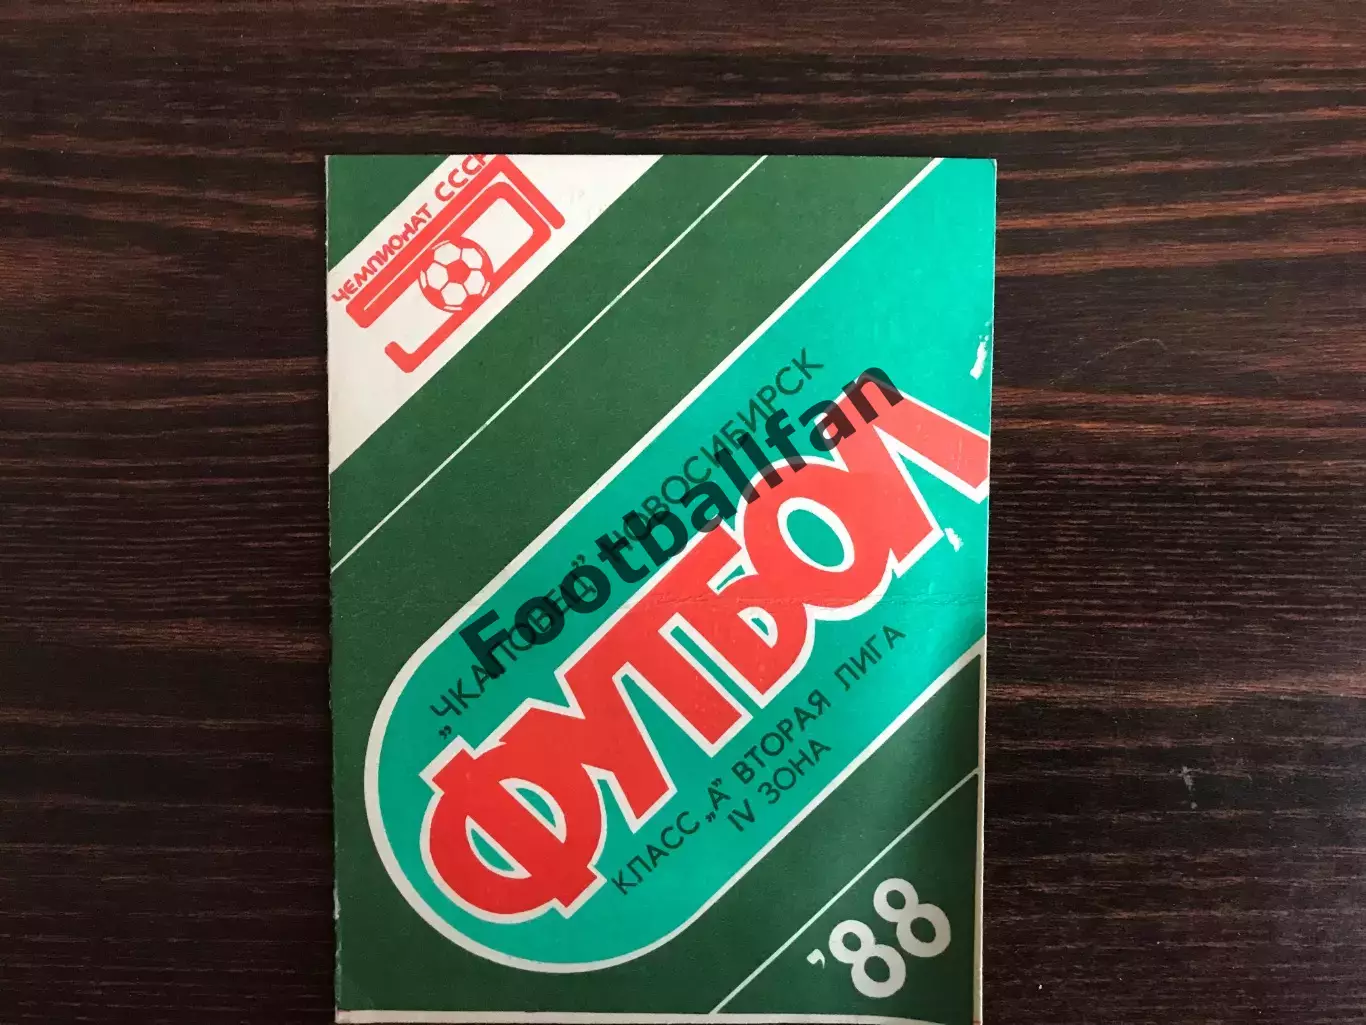 ЧЕМПИОНАТ СССР
„ЧКАЛОВЕЦ" НОВОСИБИРСК
Footballfan
ФУТБОЛ
КЛАСС „А" ВТОРАЯ ЛИГА
IV ЗОНА
'88